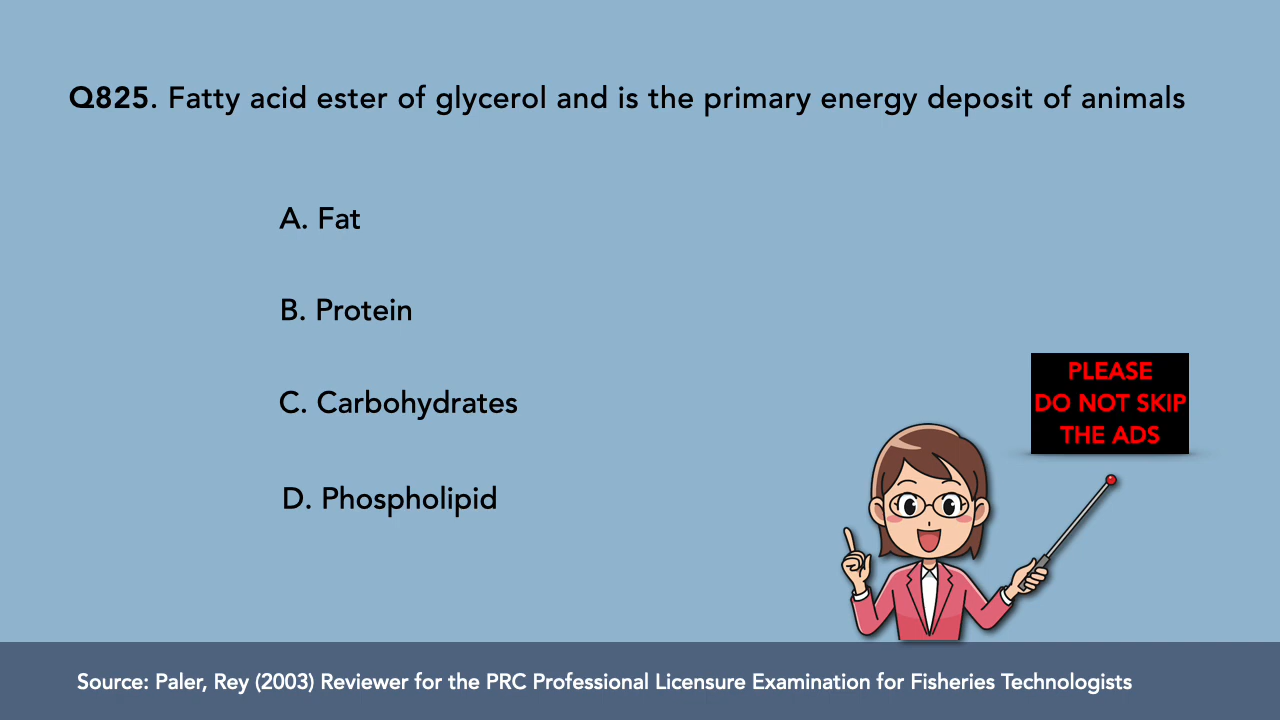 Q825. Fatty acid ester of glycerol and is the primary energy deposit of animals
A. Fat
B. Protein
C. Carbohydrates
D. Phospholipid
PLEASE
DO NOT SKIP
THE ADS
Source: Paler, Rey (2003) Reviewer for the PRC Professional Licensure Examination for Fisheries Technologists